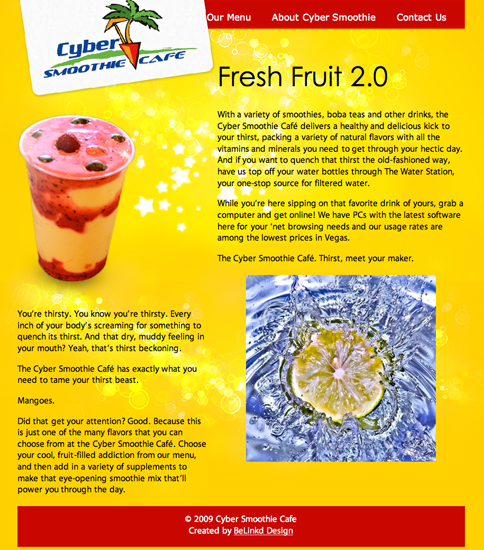 Our Menu About Cyber Smoothie Contact Us
Cyber
SMOOTHIE CAFE
Fresh Fruit 2.0
With a variety of smoothies, boba teas and other drinks, the
Cyber Smoothie Café delivers a healthy and delicious kick to
your thirst, packing a variety of natural flavors with all the
vitamins and minerals you need to get through your hectic day.
And if you want to quench that thirst the old-fashioned way,
have us top off your water bottles through The Water Station,
your one-stop source for filtered water.
While you're here sipping on that favorite drink of yours, grab a
computer and get online! We have PCs with the latest software
here for your 'net browsing needs and our usage rates are
among the lowest prices in Vegas.
The Cyber Smoothie Café. Thirst, meet your maker.
You're thirsty. You know you're thirsty. Every
inch of your body's screaming for something to
quench its thirst. And that dry, muddy feeling in
your mouth? Yeah, that's thirst beckoning.
The Cyber Smoothie Café has exactly what you
need to tame your thirst beast.
Mangoes.
Did that get your attention? Good. Because this
is just one of the many flavors that you can
choose from at the Cyber Smoothie Café. Choose
your cool, fruit-filled addiction from our menu,
and then add in a variety of supplements to
make that eye-opening smoothie mix that'll
power you through the day.
© 2009 Cyber Smoothie Cafe
Created by BeLinkd Design